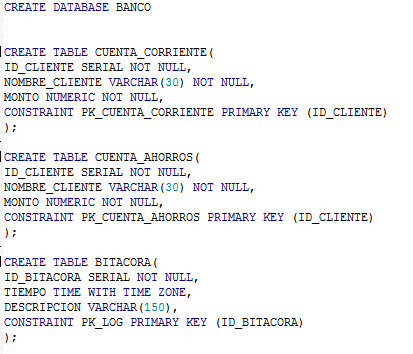 CREATE DATABASE BANCO
CREATE TABLE CUENTA_CORRIENTE(
ID_CLIENTE SERIAL NOT NULL,
NOMBRE_CLIENTE VARCHAR(30) NOT NULL,
MONTO NUMERIC NOT NULL,
CONSTRAINT PK_CUENTA_CORRIENTE PRIMARY KEY (ID_CLIENTE)
);
CREATE TABLE CUENTA_AHORROS(
ID_CLIENTE SERIAL NOT NULL,
NOMBRE_CLIENTE VARCHAR(30) NOT NULL,
MONTO NUMERIC NOT NULL,
CONSTRAINT PK_CUENTA_AHORROS PRIMARY KEY (ID_CLIENTE)
);
CREATE TABLE BITACORA(
ID_BITACORA SERIAL NOT NULL,
TIEMPO TIME WITH TIME ZONE,
DESCRIPCION VARCHAR(150),
CONSTRAINT PK_LOG PRIMARY KEY (ID_BITACORA)
);